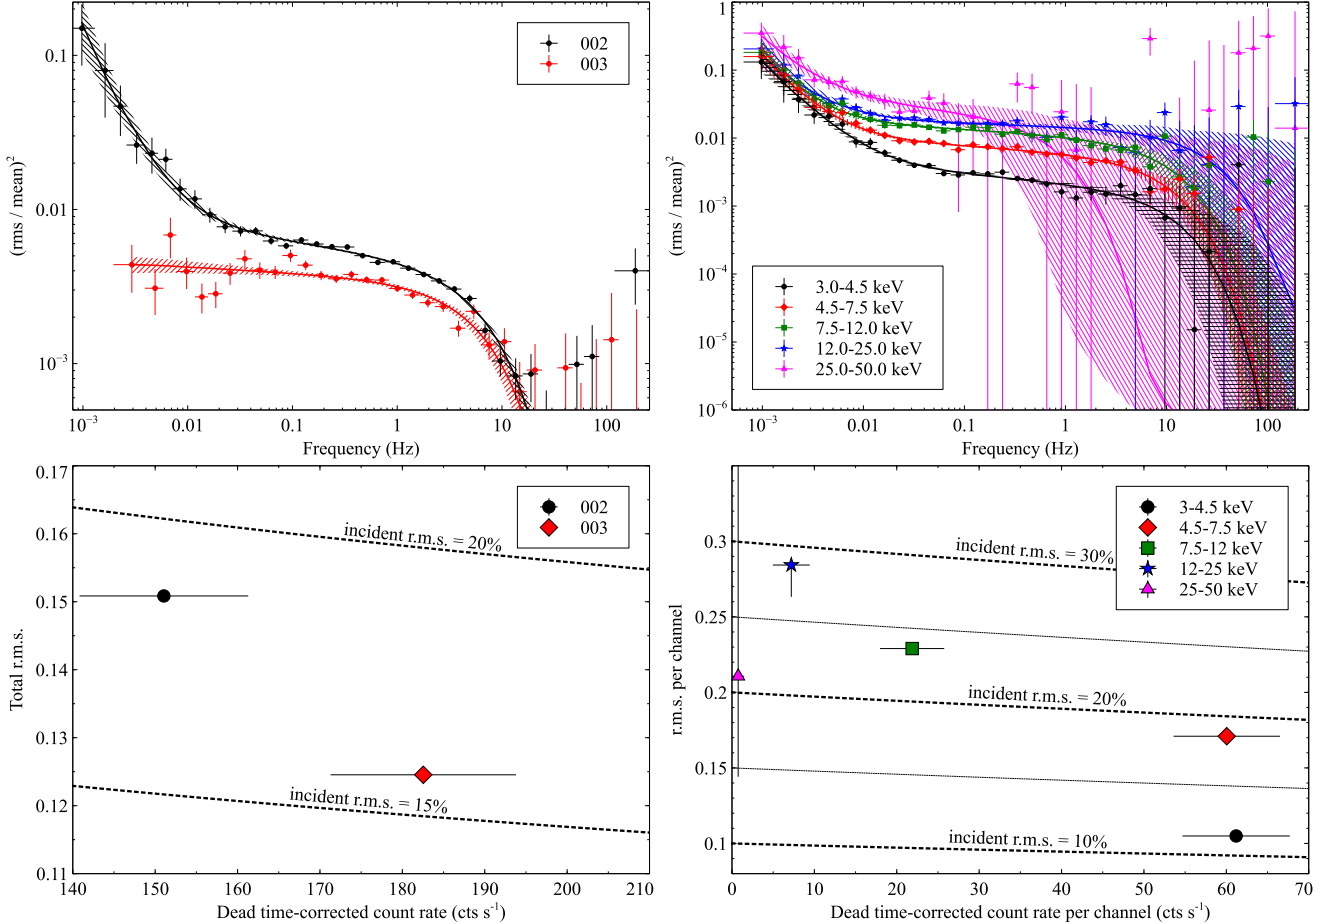 (rms / mean)²
0.1
0.01
10⁻³
002
003
10⁻³ 0.01 0.1 1 10 100
Frequency (Hz)
(rms / mean)²
1
0.1
0.01
10⁻³
10⁻⁴
10⁻⁵
10⁻⁶
3.0-4.5 keV
4.5-7.5 keV
7.5-12.0 keV
12.0-25.0 keV
25.0-50.0 keV
10⁻³ 0.01 0.1 1 10 100
Frequency (Hz)
Total r.m.s.
0.17
0.16
0.15
0.14
0.13
0.12
0.11
002
003
incident r.m.s. = 20%
incident r.m.s. = 15%
140 150 160 170 180 190 200 210
Dead time-corrected count rate (cts s⁻¹)
r.m.s. per channel
0.3
0.25
0.2
0.15
0.1
3-4.5 keV
4.5-7.5 keV
7.5-12 keV
12-25 keV
25-50 keV
incident r.m.s. = 30%
incident r.m.s. = 20%
incident r.m.s. = 10%
0 10 20 30 40 50 60 70
Dead time-corrected count rate per channel (cts s⁻¹)